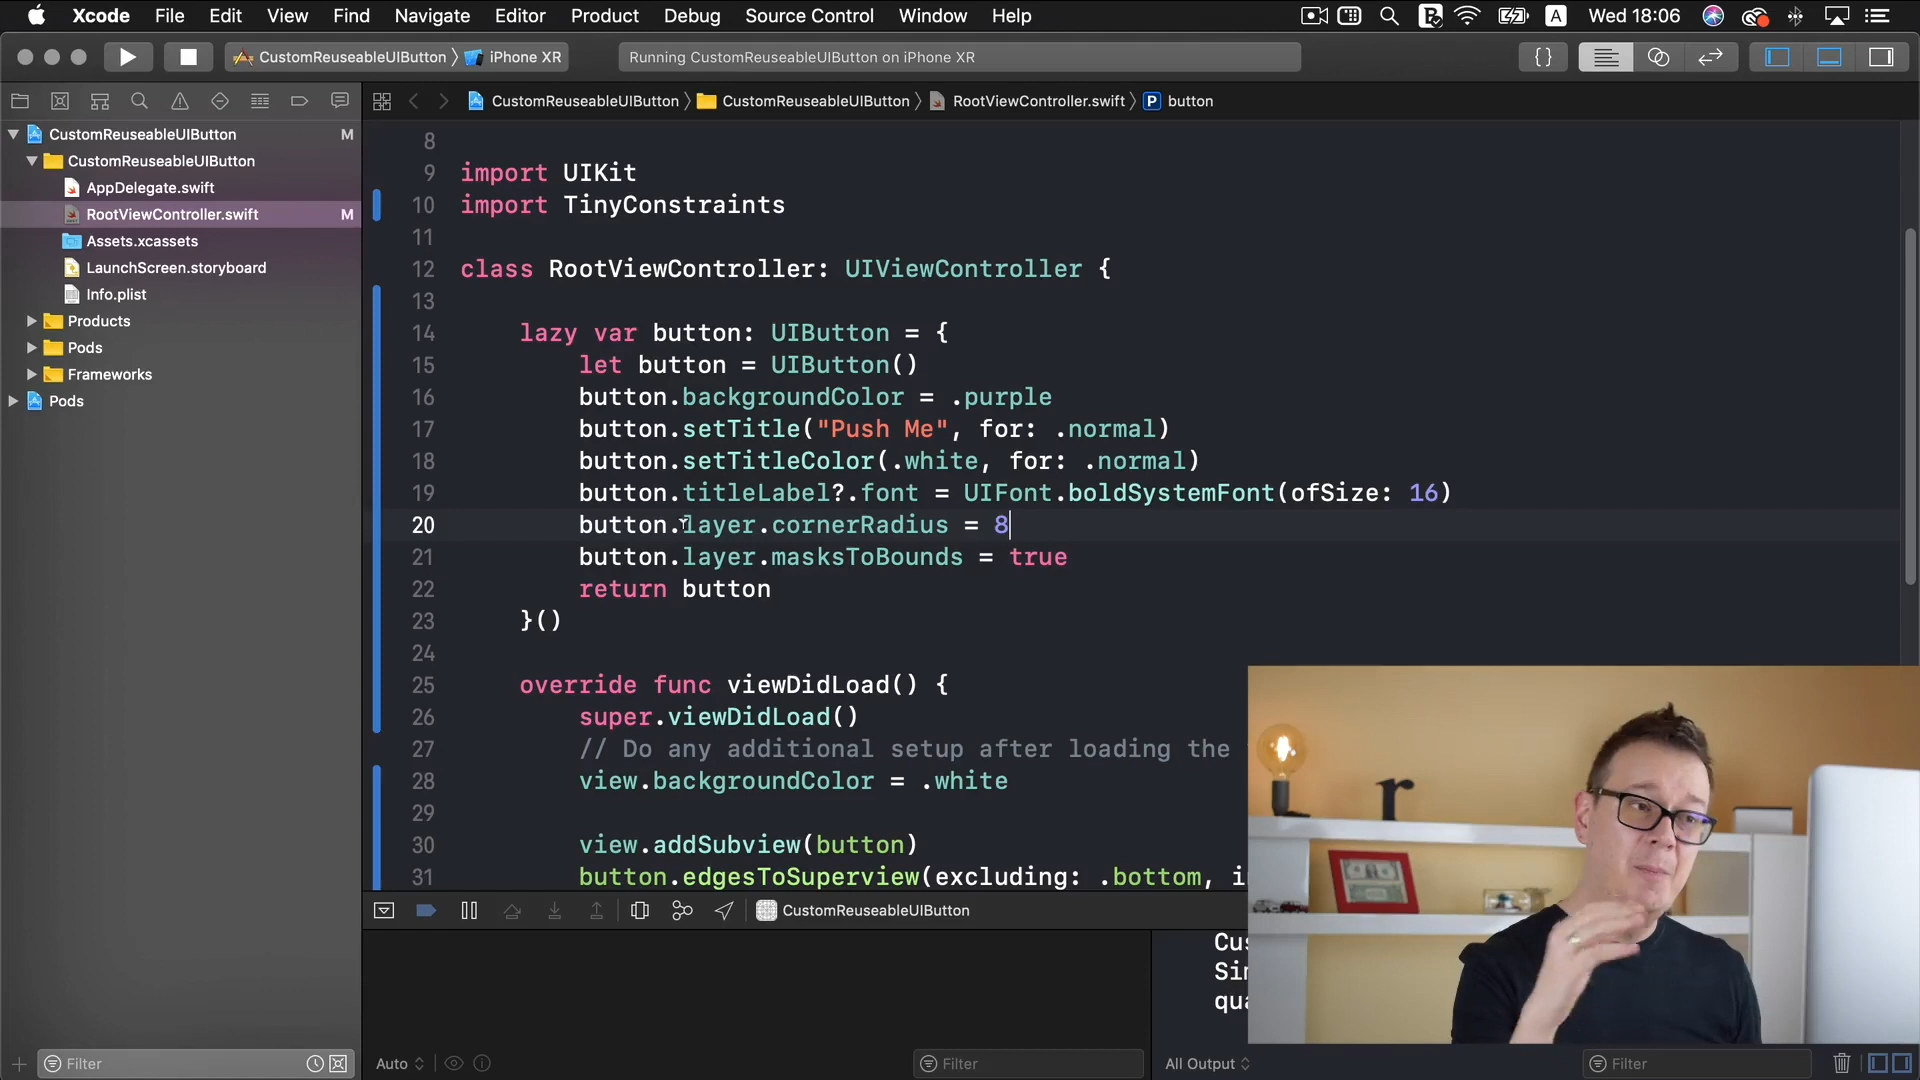 Xcode File Edit View Find Navigate Editor Product Debug Source Control Window Help A Wed 18:06
CustomReuseableUIButton iPhone XR Running CustomReuseableUIButton on iPhone XR {}
CustomReuseableUIButton CustomReuseableUIButton RootViewController.swift P button
CustomReuseableUIButton M
CustomReuseableUIButton
AppDelegate.swift
RootViewController.swift M
Assets.xcassets
LaunchScreen.storyboard
Info.plist
Products
Pods
Frameworks
Pods
8
9 import UIKit
10 import TinyConstraints
11
12 class RootViewController: UIViewController {
13
14 lazy var button: UIButton = {
15 let button = UIButton()
16 button.backgroundColor = .purple
17 button.setTitle("Push Me", for: .normal)
18 button.setTitleColor(.white, for: .normal)
19 button.titleLabel?.font = UIFont.boldSystemFont(ofSize: 16)
20 button.layer.cornerRadius = 8
21 button.layer.masksToBounds = true
22 return button
23 }()
24
25 override func viewDidLoad() {
26 super.viewDidLoad()
27 // Do any additional setup after loading the
28 view.backgroundColor = .white
29
30 view.addSubview(button)
31 button.edgesToSuperview(excluding: .bottom, i
CustomReuseableUIButton
Cus
Sim
qua
Filter
Auto Filter
All Output Filter